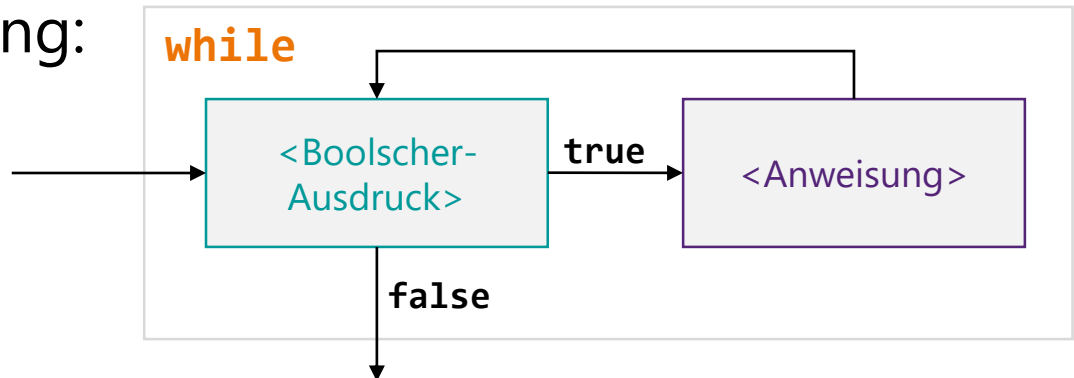 ng:
while
<Boolscher-
Ausdruck>
true
<Anweisung>
false